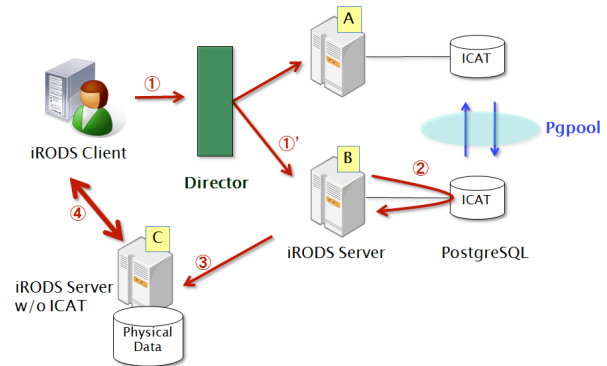 A
ICAT
①
iRODS Client
Pgpool
①’
B
②
Director
ICAT
④
C
③
iRODS Server
PostgreSQL
iRODS Server
w/o ICAT
Physical
Data